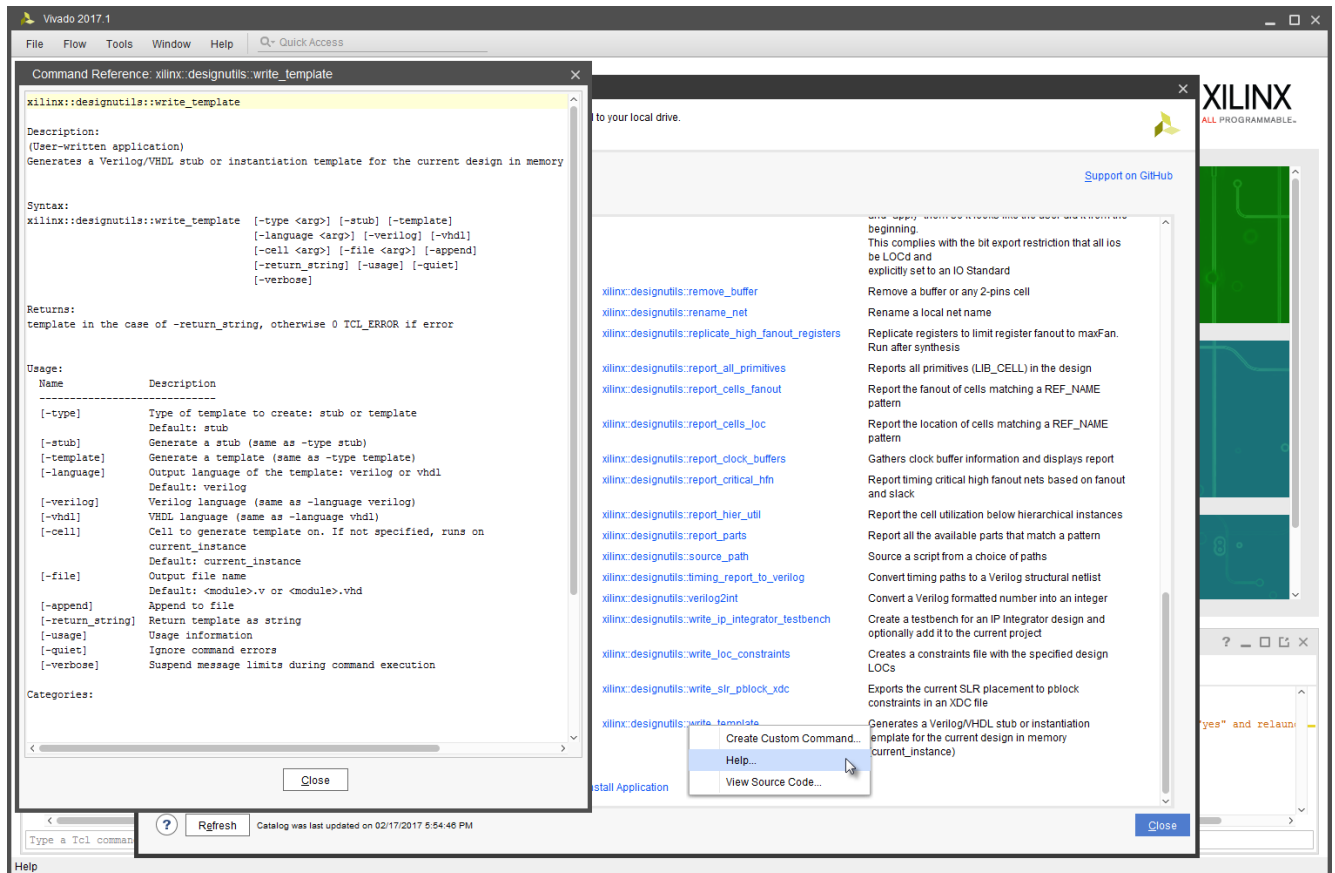 Vivado 2017.1
File Flow Tools Window Help Quick Access
Command Reference: xilinx::designutils::write_template
xilinx::designutils::write_template
Description:
(User-written application)
Generates a Verilog/VHDL stub or instantiation template for the current design in memory
Syntax:
xilinx::designutils::write_template [-type <arg>] [-stub] [-template]
[-language <arg>] [-verilog] [-vhdl]
[-cell <arg>] [-file <arg>] [-append]
[-return_string] [-usage] [-quiet]
[-verbose]
Returns:
template in the case of -return_string, otherwise 0 TCL_ERROR if error
Usage:
Name Description
-----------------------------
[-type] Type of template to create: stub or template
Default: stub
[-stub] Generate a stub (same as -type stub)
[-template] Generate a template (same as -type template)
[-language] Output language of the template: verilog or vhdl
Default: verilog
[-verilog] Verilog language (same as -language verilog)
[-vhdl] VHDL language (same as -language vhdl)
[-cell] Cell to generate template on. If not specified, runs on
current_instance
Default: current_instance
[-file] Output file name
Default: <module>.v or <module>.vhd
[-append] Append to file
[-return_string] Return template as string
[-usage] Usage information
[-quiet] Ignore command errors
[-verbose] Suspend message limits during command execution
Categories:
Close
l to your local drive.
XILINX
ALL PROGRAMMABLE.
Support on GitHub
beginning.
This complies with the bit export restriction that all ios
be LOCd and
explicitly set to an IO Standard
xilinx::designutils::remove_buffer Remove a buffer or any 2-pins cell
xilinx::designutils::rename_net Rename a local net name
xilinx::designutils::replicate_high_fanout_registers Replicate registers to limit register fanout to maxFan.
Run after synthesis
xilinx::designutils::report_all_primitives Reports all primitives (LIB_CELL) in the design
xilinx::designutils::report_cells_fanout Report the fanout of cells matching a REF_NAME
pattern
xilinx::designutils::report_cells_loc Report the location of cells matching a REF_NAME
pattern
xilinx::designutils::report_clock_buffers Gathers clock buffer information and displays report
xilinx::designutils::report_critical_hfn Report timing critical high fanout nets based on fanout
and slack
xilinx::designutils::report_hier_util Report the cell utilization below hierarchical instances
xilinx::designutils::report_parts Report all the available parts that match a pattern
xilinx::designutils::source_path Source a script from a choice of paths
xilinx::designutils::timing_report_to_verilog Convert timing paths to a Verilog structural netlist
xilinx::designutils::verilog2int Convert a Verilog formatted number into an integer
xilinx::designutils::write_ip_integrator_testbench Create a testbench for an IP Integrator design and
optionally add it to the current project
xilinx::designutils::write_loc_constraints Creates a constraints file with the specified design
LOCs
xilinx::designutils::write_slr_pblock_xdc Exports the current SLR placement to pblock
constraints in an XDC file
xilinx::designutils::write_template Generates a Verilog/VHDL stub or instantiation
template for the current design in memory
current_instance)
Create Custom Command...
Help...
View Source Code...
stall Application
"yes" and relaun
? Refresh Catalog was last updated on 02/17/2017 5:54:46 PM
Close
Type a Tcl comman
Help